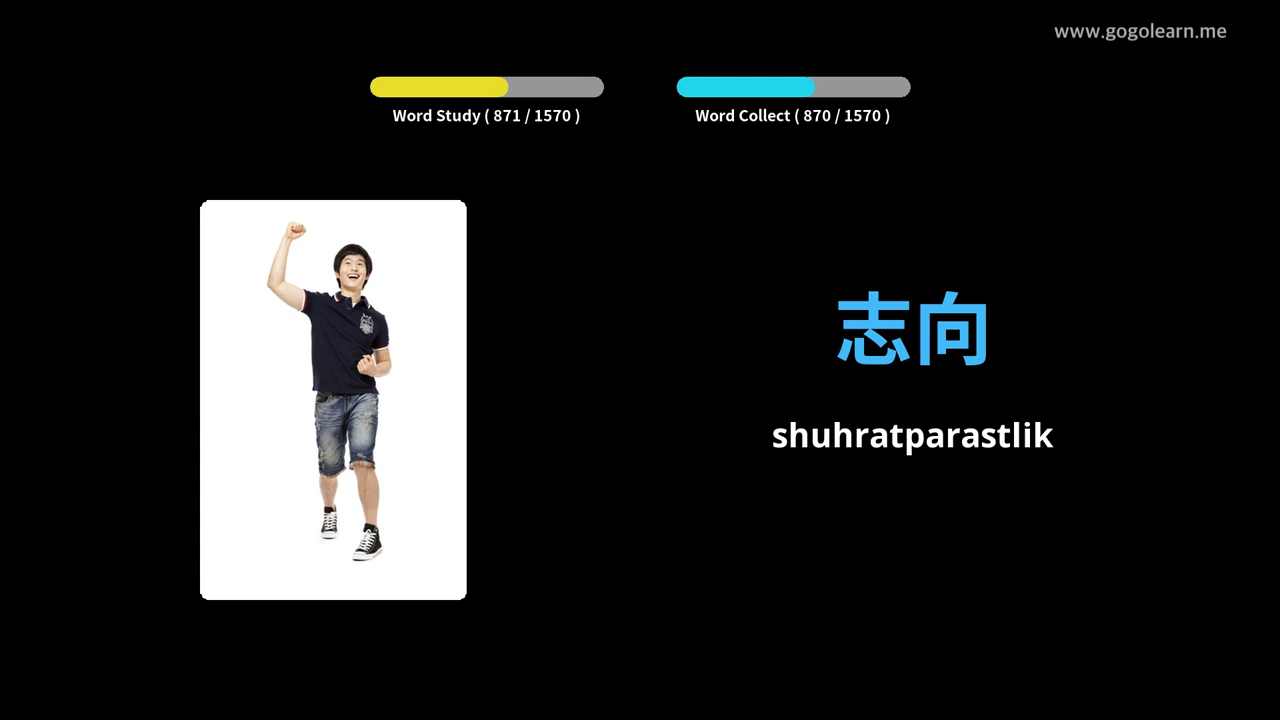 www.gogolearn.me
Word Study ( 871 / 1570 )
Word Collect ( 870 / 1570 )
志向
shuhratparastlik